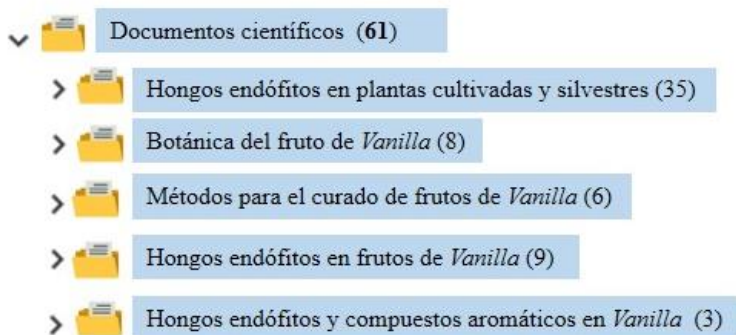 Documentos científicos (61)
Hongos endófitos en plantas cultivadas y silvestres (35)
Botánica del fruto de Vanilla (8)
Métodos para el curado de frutos de Vanilla (6)
Hongos endófitos en frutos de Vanilla (9)
Hongos endófitos y compuestos aromáticos en Vanilla (3)